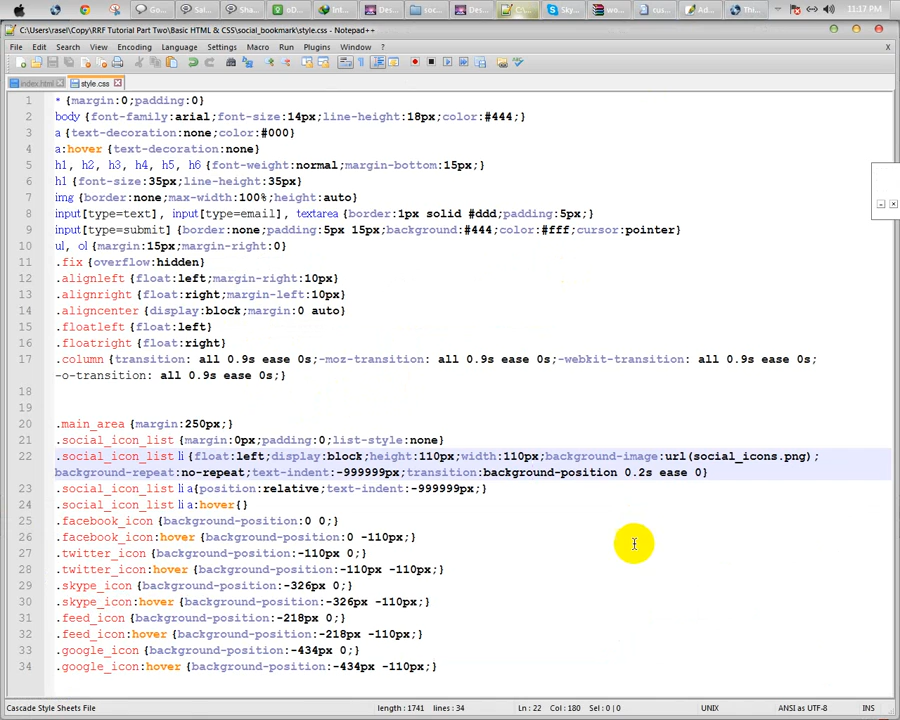 Go...
Sal...
Sha...
oD...
Int...
Des...
soc...
Des...
C:\...
Sky...
wo...
cus...
Ad...
Thi...
11:17 PM
C:\Users\rasel\Copy\RRF Tutorial Part Two\Basic HTML & CSS\social_bookmark\style.css - Notepad++
File Edit Search View Encoding Language Settings Macro Run Plugins Window ? X
index.html style.css
1 * {margin:0;padding:0}
2 body {font-family:arial;font-size:14px;line-height:18px;color:#444;}
3 a {text-decoration:none;color:#000}
4 a:hover {text-decoration:none}
5 h1, h2, h3, h4, h5, h6 {font-weight:normal;margin-bottom:15px;}
6 h1 {font-size:35px;line-height:35px}
7 img {border:none;max-width:100%;height:auto}
8 input[type=text], input[type=email], textarea {border:1px solid #ddd;padding:5px;}
9 input[type=submit] {border:none;padding:5px 15px;background:#444;color:#fff;cursor:pointer}
10 ul, ol {margin:15px;margin-right:0}
11 .fix {overflow:hidden}
12 .alignleft {float:left;margin-right:10px}
13 .alignright {float:right;margin-left:10px}
14 .aligncenter {display:block;margin:0 auto}
15 .floatleft {float:left}
16 .floatright {float:right}
17 .column {transition: all 0.9s ease 0s;-moz-transition: all 0.9s ease 0s;-webkit-transition: all 0.9s ease 0s;
-o-transition: all 0.9s ease 0s;}
18
19
20 .main_area {margin:250px;}
21 .social_icon_list {margin:0px;padding:0;list-style:none}
22 .social_icon_list li {float:left;display:block;height:110px;width:110px;background-image:url(social_icons.png);
background-repeat:no-repeat;text-indent:-999999px;transition:background-position 0.2s ease 0}
23 .social_icon_list li a{position:relative;text-indent:-999999px;}
24 .social_icon_list li a:hover{}
25 .facebook_icon {background-position:0 0;}
26 .facebook_icon:hover {background-position:0 -110px;}
27 .twitter_icon {background-position:-110px 0;}
28 .twitter_icon:hover {background-position:-110px -110px;}
29 .skype_icon {background-position:-326px 0;}
30 .skype_icon:hover {background-position:-326px -110px;}
31 .feed_icon {background-position:-218px 0;}
32 .feed_icon:hover {background-position:-218px -110px;}
33 .google_icon {background-position:-434px 0;}
34 .google_icon:hover {background-position:-434px -110px;}
Cascade Style Sheets File length : 1741 lines : 34 Ln : 22 Col : 180 Sel : 0 | 0 UNIX ANSI as UTF-8 INS